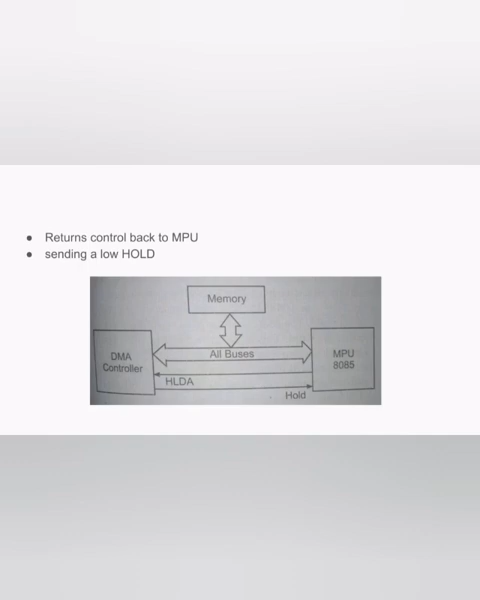 Returns control back to MPU
sending a low HOLD
Memory
DMA
Controller
All Buses
MPU
8085
HLDA
Hold